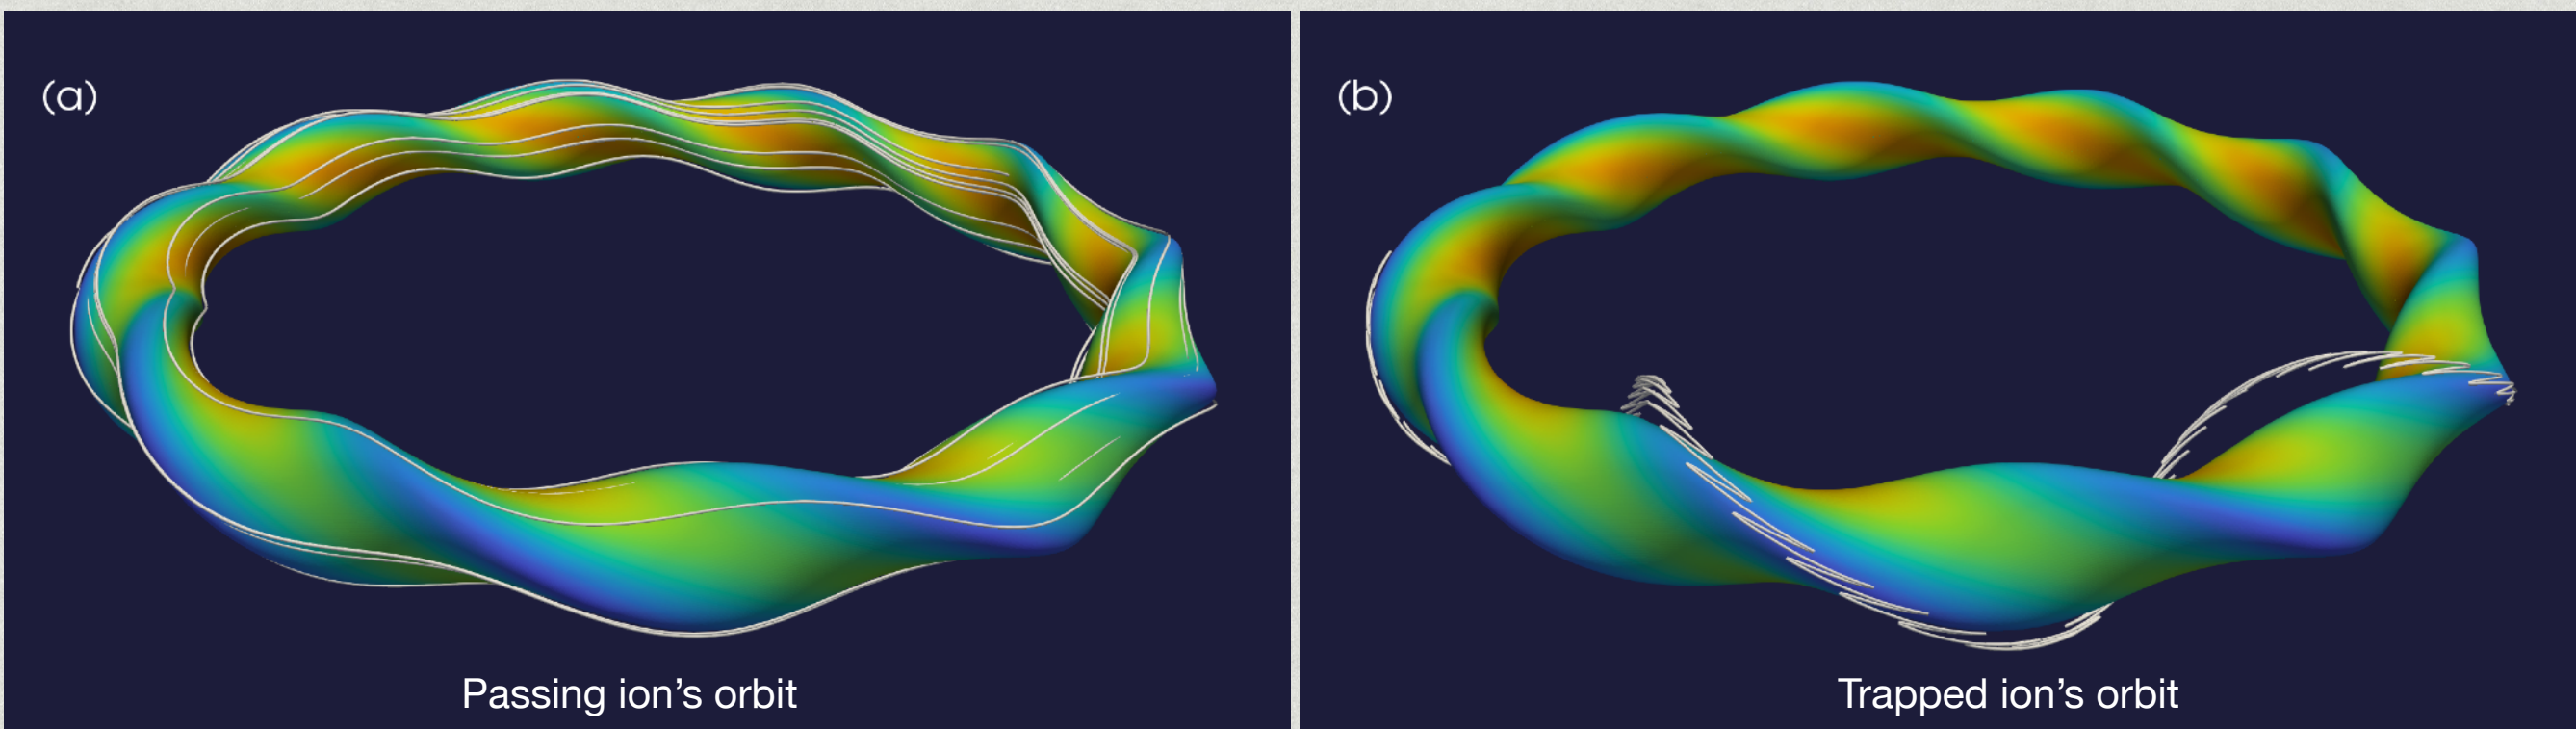 (a)
(b)
Passing ion's orbit
Trapped ion's orbit